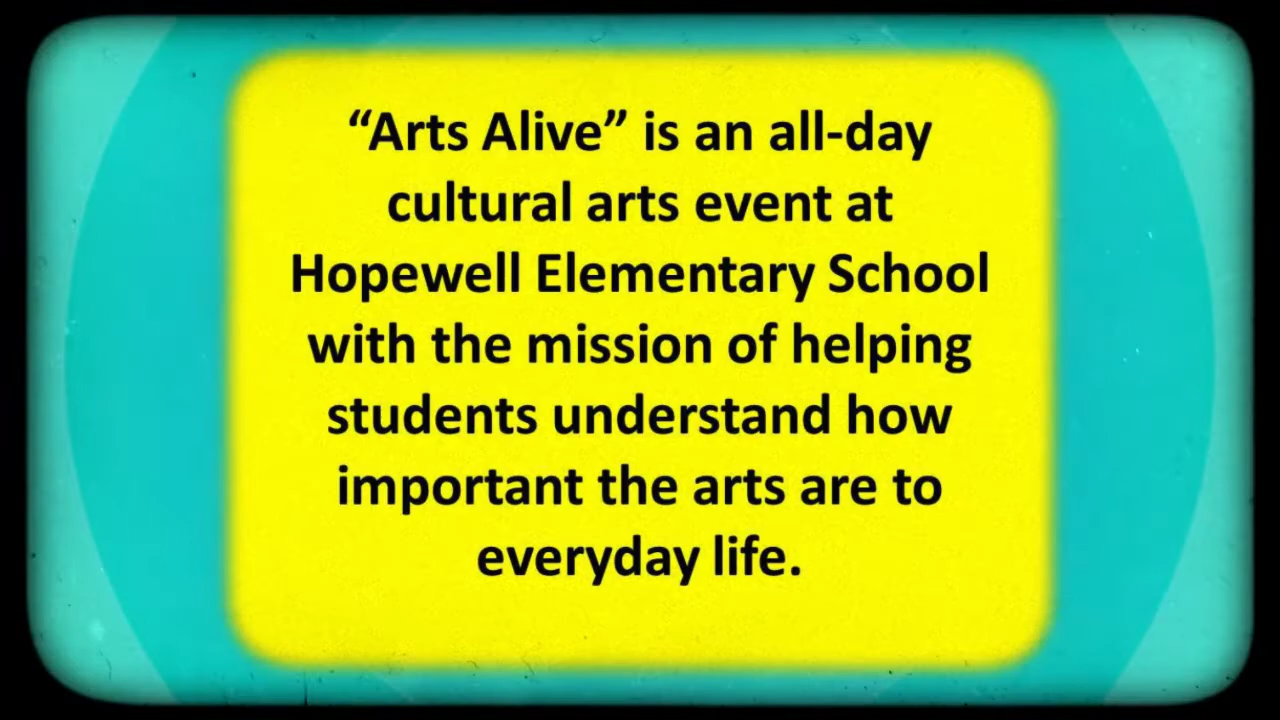 “Arts Alive” is an all-day
cultural arts event at
Hopewell Elementary School
with the mission of helping
students understand how
important the arts are to
everyday life.